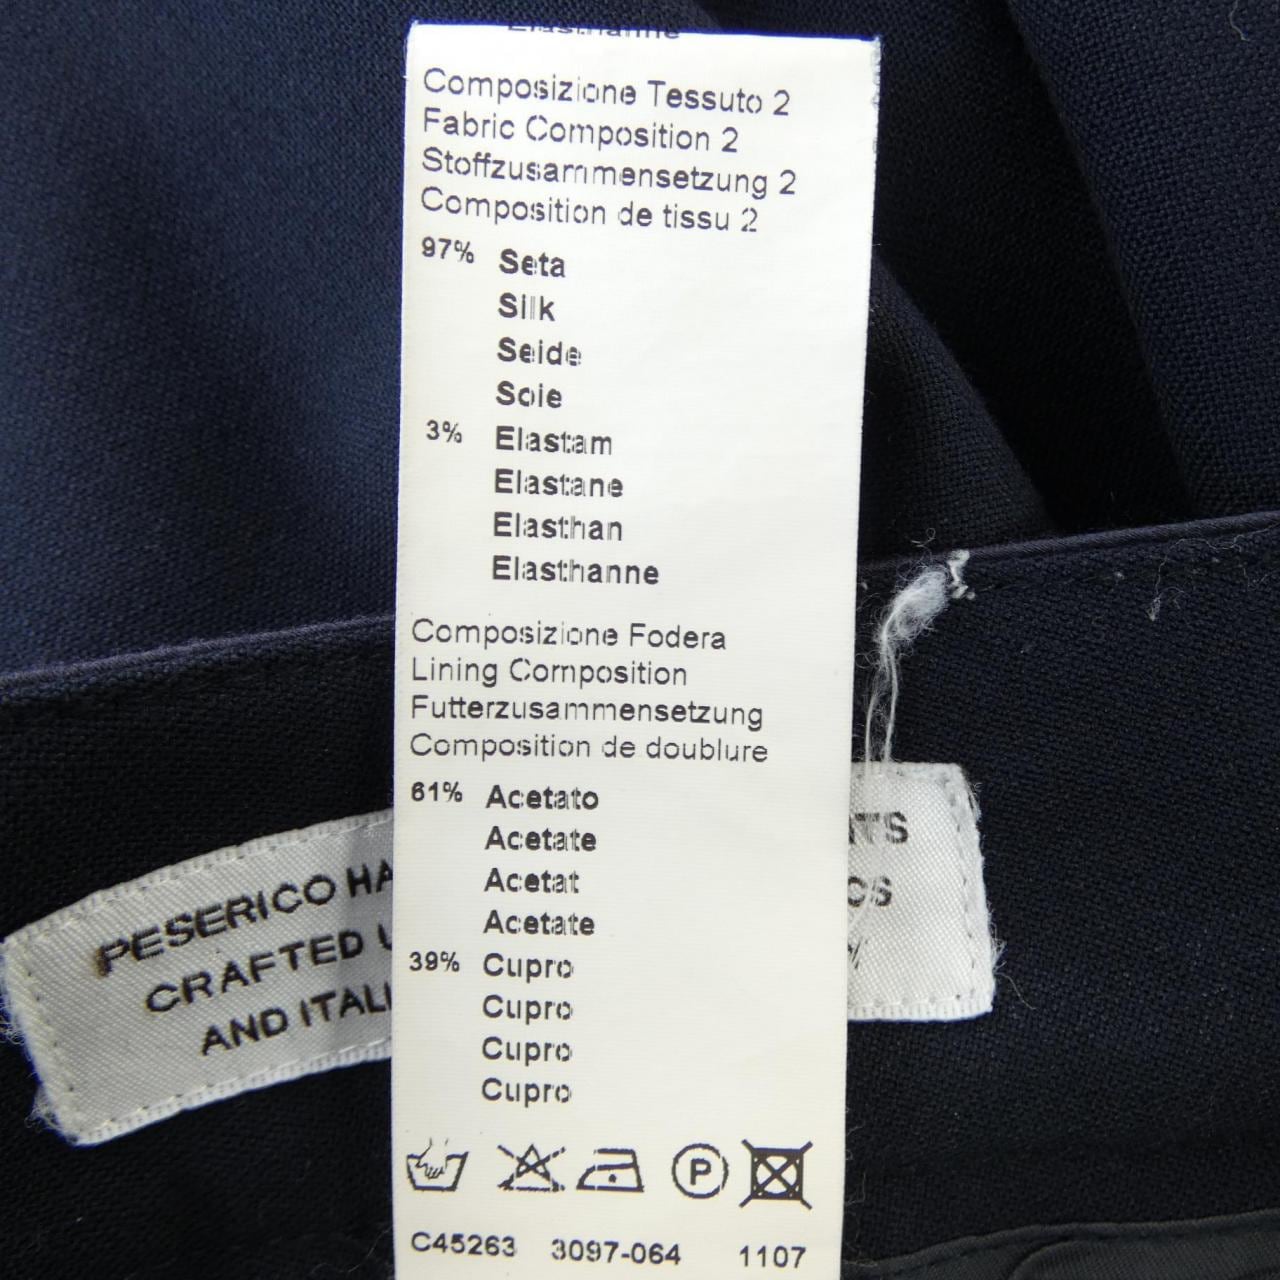 Elasthanne
Composizione Tessuto 2
Fabric Composition 2
Stoffzusammensetzung 2
Composition de tissu 2
97% Seta
Silk
Seide
Soie
3% Elastam
Elastane
Elasthan
Elasthanne
Composizione Fodera
Lining Composition
Futterzusammensetzung
Composition de doublure
61% Acetato
Acetate
Acetat
Acetate
39% Cupro
Cupro
Cupro
Cupro
P
C45263 3097-064 1107
PESERICO HA
CRAFTED
AND ITALI